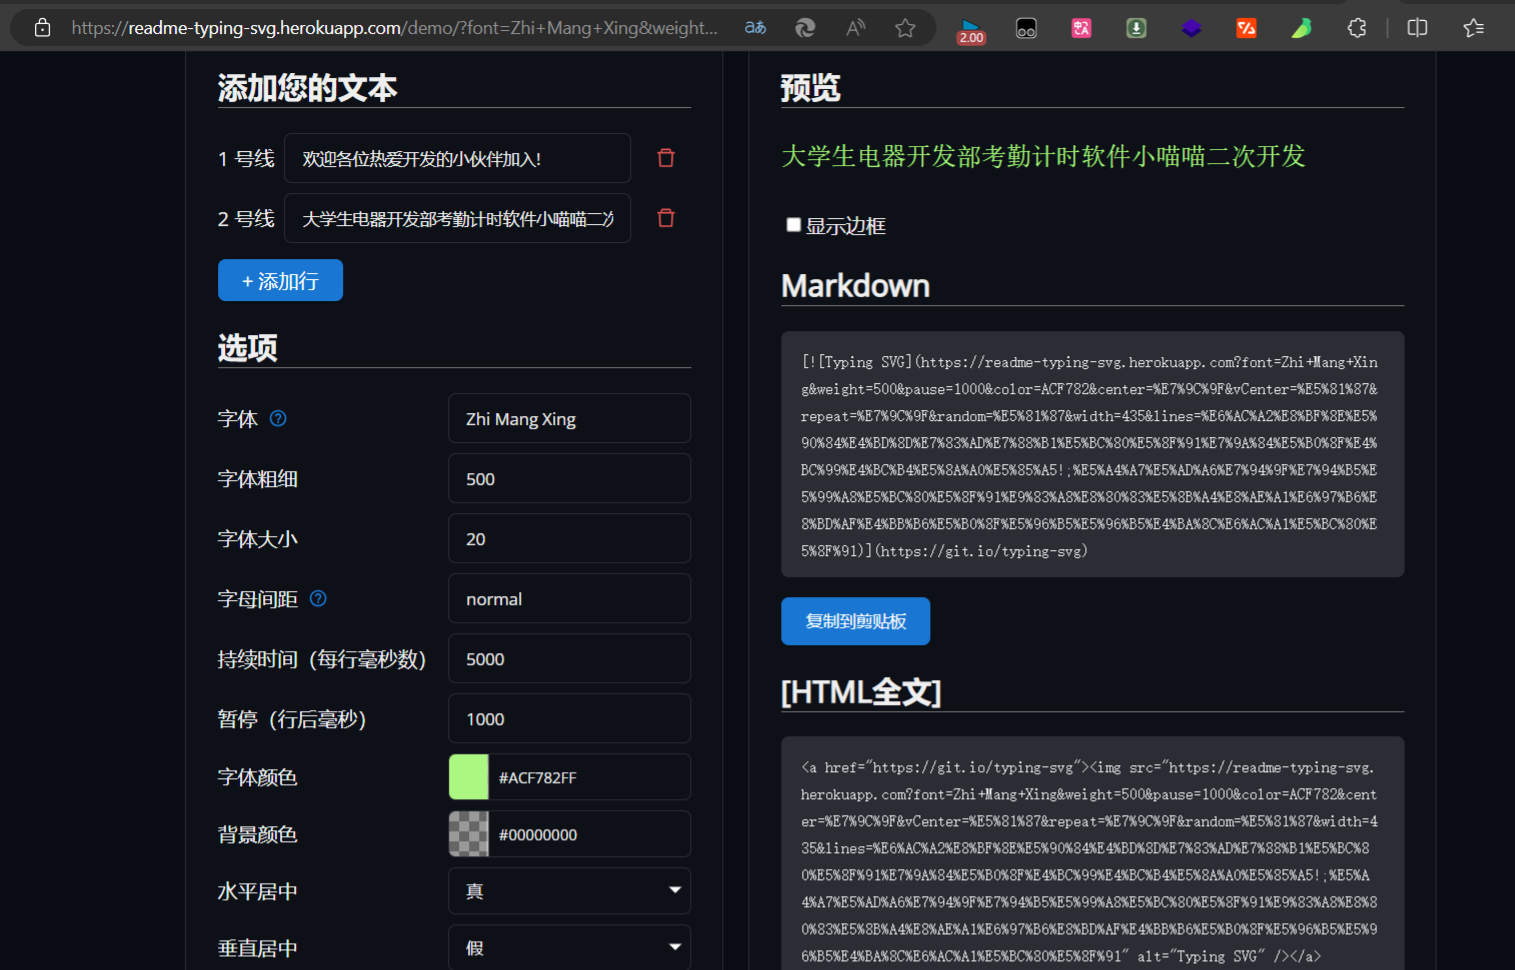 https://readme-typing-svg.herokuapp.com/demo/?font=Zhi+Mang+Xing&weight...
2.00
添加您的文本
1 号线 欢迎各位热爱开发的小伙伴加入!
2 号线 大学生电器开发部考勤计时软件小喵喵二次
+ 添加行
选项
字体 Zhi Mang Xing
字体粗细 500
字体大小 20
字母间距 normal
持续时间（每行毫秒数） 5000
暂停（行后毫秒） 1000
字体颜色 #ACF782FF
背景颜色 #00000000
水平居中 真
垂直居中 假
预览
大学生电器开发部考勤计时软件小喵喵二次开发
显示边框
Markdown
[![Typing SVG](https://readme-typing-svg.herokuapp.com?font=Zhi+Mang+Xin
g&weight=500&pause=1000&color=ACF782&center=%E7%9C%9F&vCenter=%E5%81%87&
repeat=%E7%9C%9F&random=%E5%81%87&width=435&lines=%E6%AC%A2%E8%BF%8E%E5%
90%84%E4%BD%8D%E7%83%AD%E7%88%B1%E5%BC%80%E5%8F%91%E7%9A%84%E5%B0%8F%E4%
BC%99%E4%BC%B4%E5%8A%A0%E5%85%A5!;%E5%A4%A7%E5%AD%A6%E7%94%9F%E7%94%B5%E
5%99%A8%E5%BC%80%E5%8F%91%E9%83%A8%E8%80%83%E5%8B%A4%E8%AE%A1%E6%97%B6%E
8%BD%AF%E4%BB%B6%E5%B0%8F%E5%96%B5%E5%96%B5%E4%BA%8C%E6%AC%A1%E5%BC%80%E
5%8F%91)](https://git.io/typing-svg)
复制到剪贴板
[HTML全文]
<a href="https://git.io/typing-svg"><img src="https://readme-typing-svg.
herokuapp.com?font=Zhi+Mang+Xing&weight=500&pause=1000&color=ACF782&cent
er=%E7%9C%9F&vCenter=%E5%81%87&repeat=%E7%9C%9F&random=%E5%81%87&width=4
35&lines=%E6%AC%A2%E8%BF%8E%E5%90%84%E4%BD%8D%E7%83%AD%E7%88%B1%E5%BC%8
0%E5%8F%91%E7%9A%84%E5%B0%8F%E4%BC%99%E4%BC%B4%E5%8A%A0%E5%85%A5!;%E5%A
4%A7%E5%AD%A6%E7%94%9F%E7%94%B5%E5%99%A8%E5%BC%80%E5%8F%91%E9%83%A8%E8%8
0%83%E5%8B%A4%E8%AE%A1%E6%97%B6%E8%BD%AF%E4%BB%B6%E5%B0%8F%E5%96%B5%E5%9
6%B5%E4%BA%8C%E6%AC%A1%E5%BC%80%E5%8F%91" alt="Typing SVG" /></a>